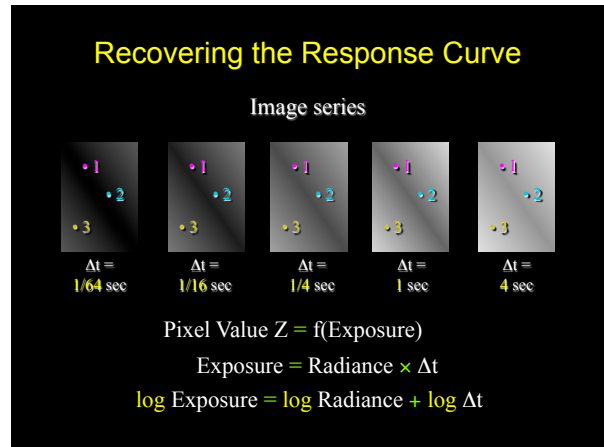 Recovering the Response Curve
Image series
• 1 • 1 • 1 • 1 • 1
• 2 • 2 • 2 • 2 • 2
• 3 • 3 • 3 • 3 • 3
Δt = Δt = Δt = Δt = Δt =
1/64 sec 1/16 sec 1/4 sec 1 sec 4 sec
Pixel Value Z = f(Exposure)
Exposure = Radiance × Δt
log Exposure = log Radiance + log Δt